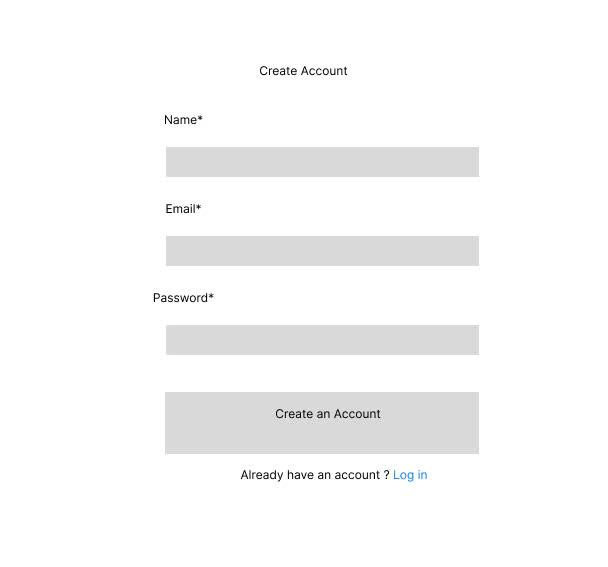 Create Account
Name*
Email*
Password*
Create an Account
Already have an account ? Log in